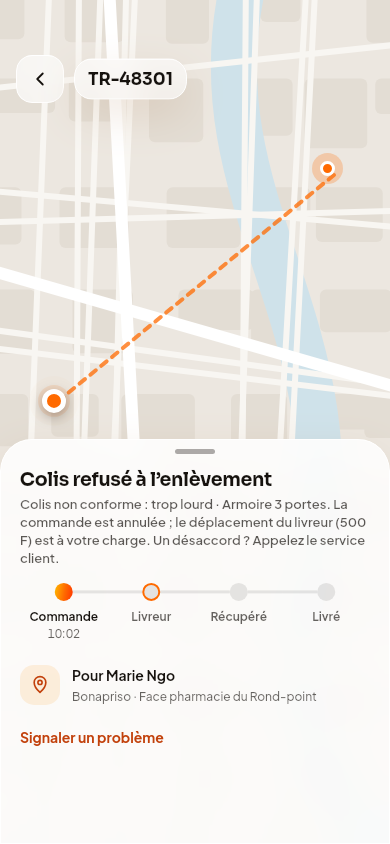 TR-48301
Colis refusé à l’enlèvement
Colis non conforme : trop lourd · Armoire 3 portes. La
commande est annulée ; le déplacement du livreur (500
F) est à votre charge. Un désaccord ? Appelez le service
client.
Commande
Livreur
Récupéré
Livré
10:02
Pour Marie Ngo
Bonapriso · Face pharmacie du Rond-point
Signaler un problème